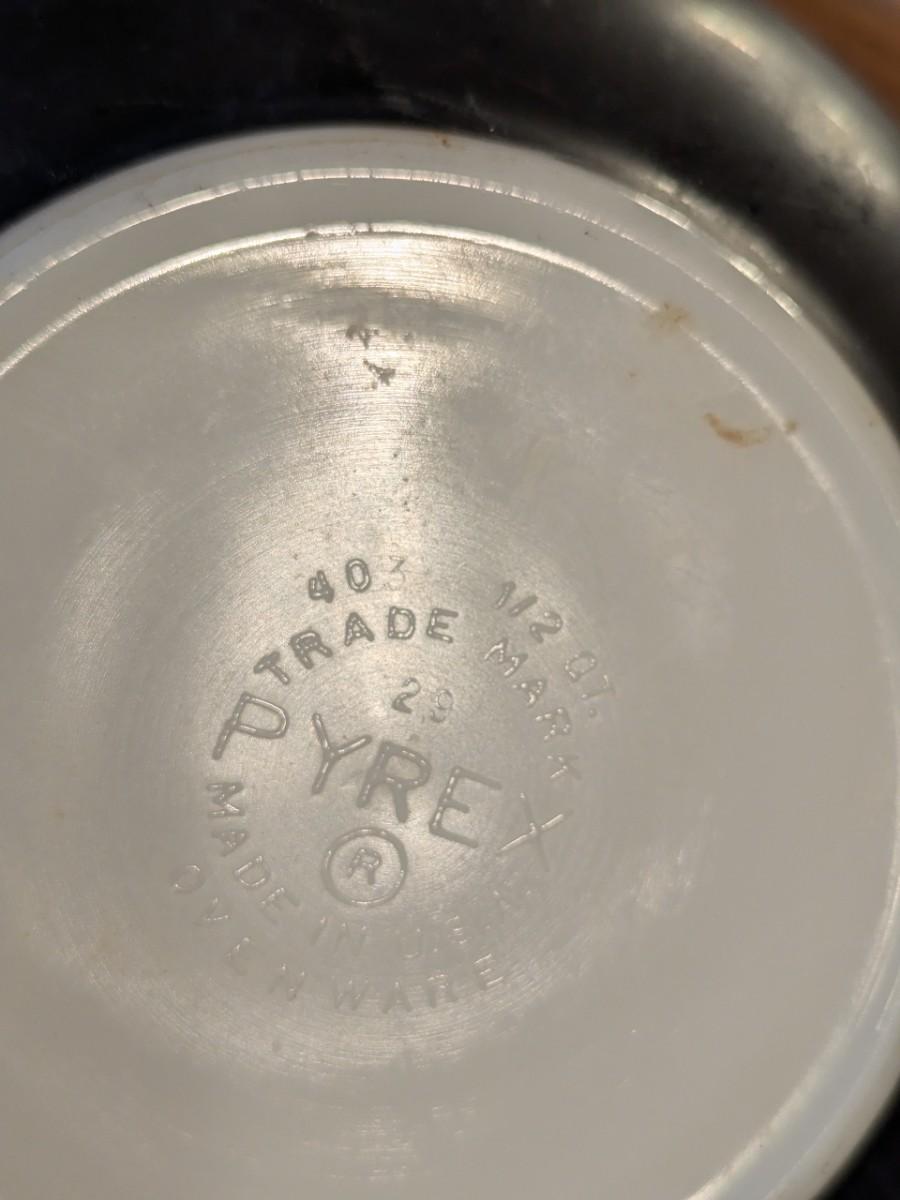 403 1/2 QT.
TRADE MARK
29
PYREX
®
MADE IN U.S.A.
OVENWARE